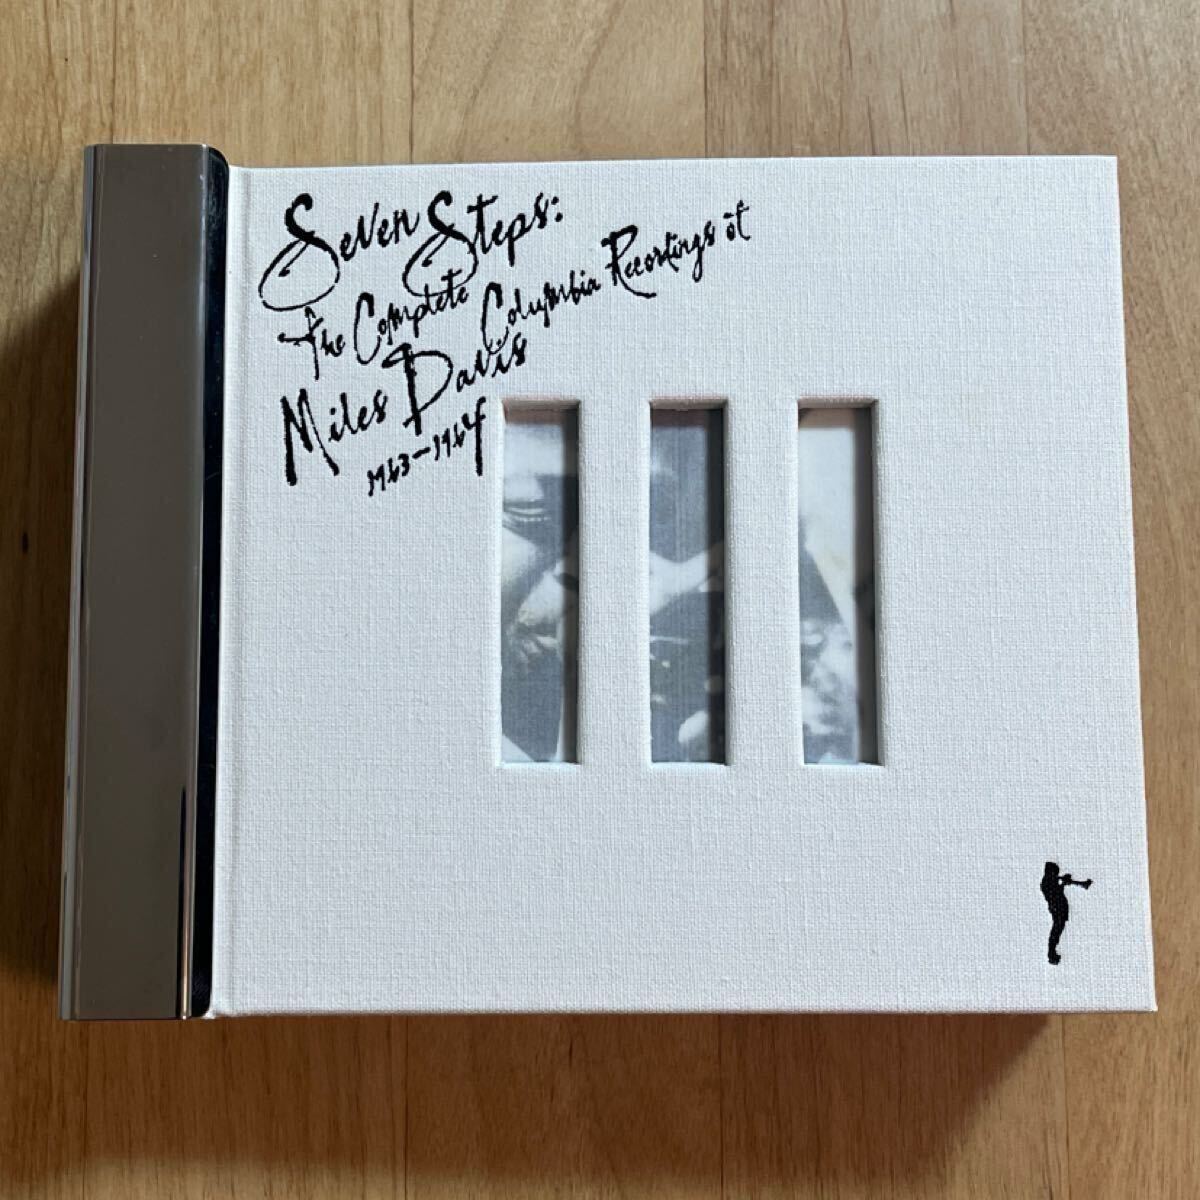 Seven Steps:
The Complete Columbia Recordings of
Miles Davis
1963-1964